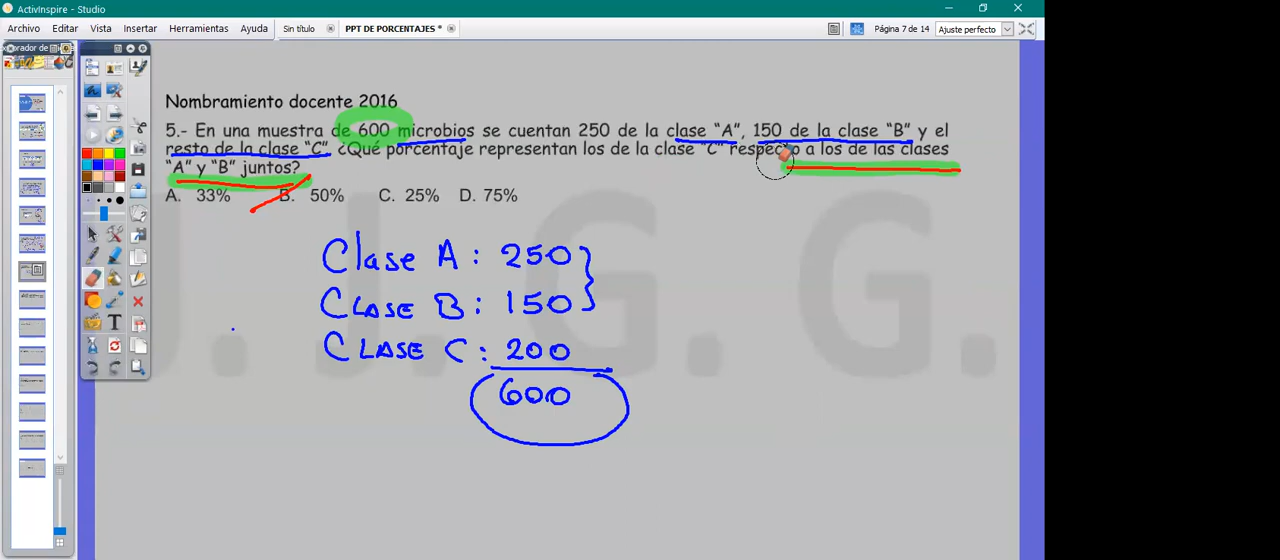 ActivInspire - Studio
Archivo Editar Vista Insertar Herramientas Ayuda Sin título PPT DE PORCENTAJES * Página 7 de 14 Ajuste perfecto
orador de
Nombramiento docente 2016
5.- En una muestra de 600 microbios se cuentan 250 de la clase “A”, 150 de la clase “B” y el
resto de la clase “C” ¿Qué porcentaje representan los de la clase “C” respecto a los de las clases
“A” y “B” juntos?
A. 33% B. 50% C. 25% D. 75%
Clase A: 250
CLASE B: 150
CLASE C: 200
600
J. J. G. G.